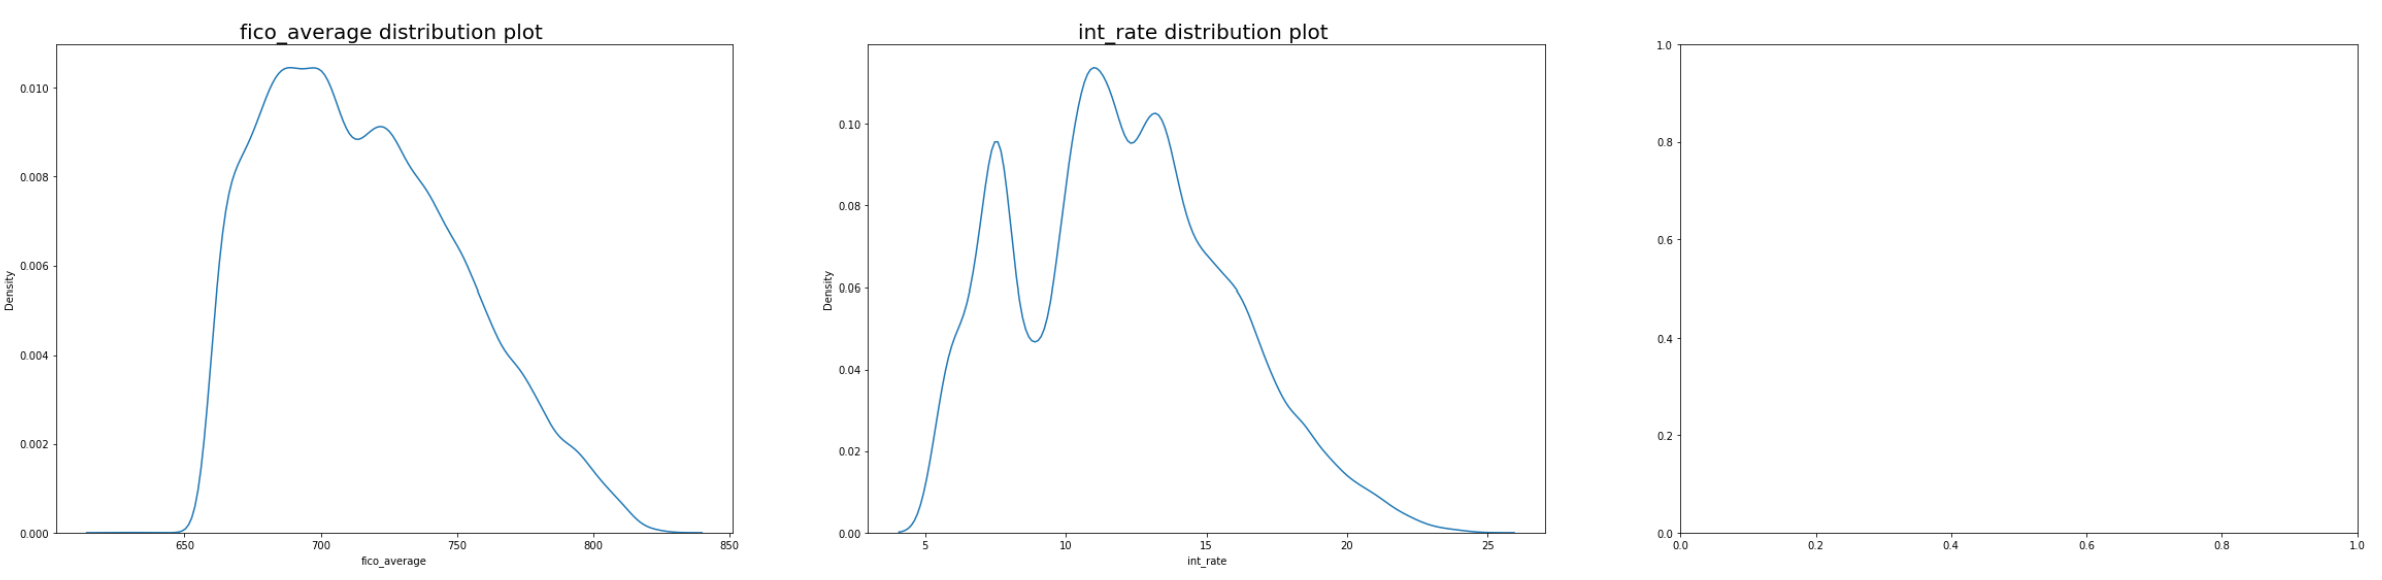 fico_average distribution plot
Density
0.010
0.008
0.006
0.004
0.002
0.000
650 700 750 800 850
fico_average
int_rate distribution plot
Density
0.10
0.08
0.06
0.04
0.02
0.00
5 10 15 20 25
int_rate
1.0
0.8
0.6
0.4
0.2
0.0
0.0 0.2 0.4 0.6 0.8 1.0